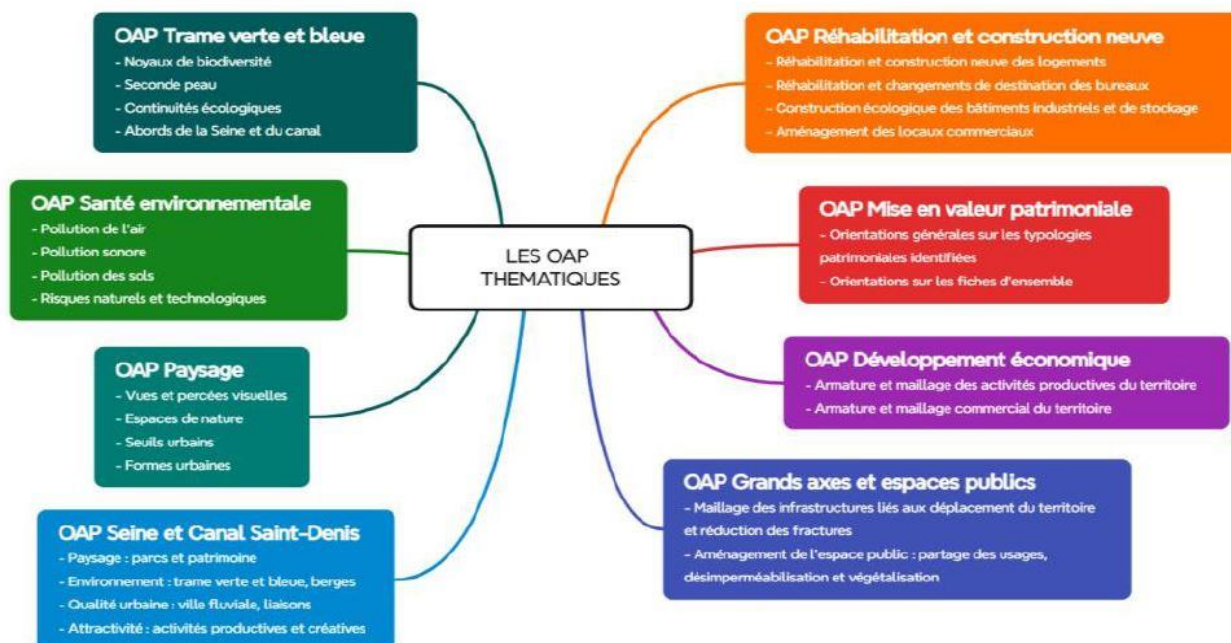 OAP Trame verte et bleue
- Noyaux de biodiversité
- Seconde peau
- Continuités écologiques
- Abords de la Seine et du canal
OAP Santé environnementale
- Pollution de l'air
- Pollution sonore
- Pollution des sols
- Risques naturels et technologiques
OAP Paysage
- Vues et percées visuelles
- Espaces de nature
- Seuils urbains
- Formes urbaines
OAP Seine et Canal Saint-Denis
- Paysage : parcs et patrimoine
- Environnement : trame verte et bleue, berges
- Qualité urbaine : ville fluviale, liaisons
- Attractivité : activités productives et créatives
LES OAP
THEMATIQUES
OAP Réhabilitation et construction neuve
- Réhabilitation et construction neuve des logements
- Réhabilitation et changements de destination des bureaux
- Construction écologique des bâtiments industriels et de stockage
- Aménagement des locaux commerciaux
OAP Mise en valeur patrimoniale
- Orientations générales sur les typologies
patrimoniales identifiées
- Orientations sur les fiches d'ensemble
OAP Développement économique
- Armature et maillage des activités productives du territoire
- Armature et maillage commercial du territoire
OAP Grands axes et espaces publics
- Maillage des infrastructures liés aux déplacement du territoire
et réduction des fractures
- Aménagement de l'espace public : partage des usages,
désimperméabilisation et végétalisation